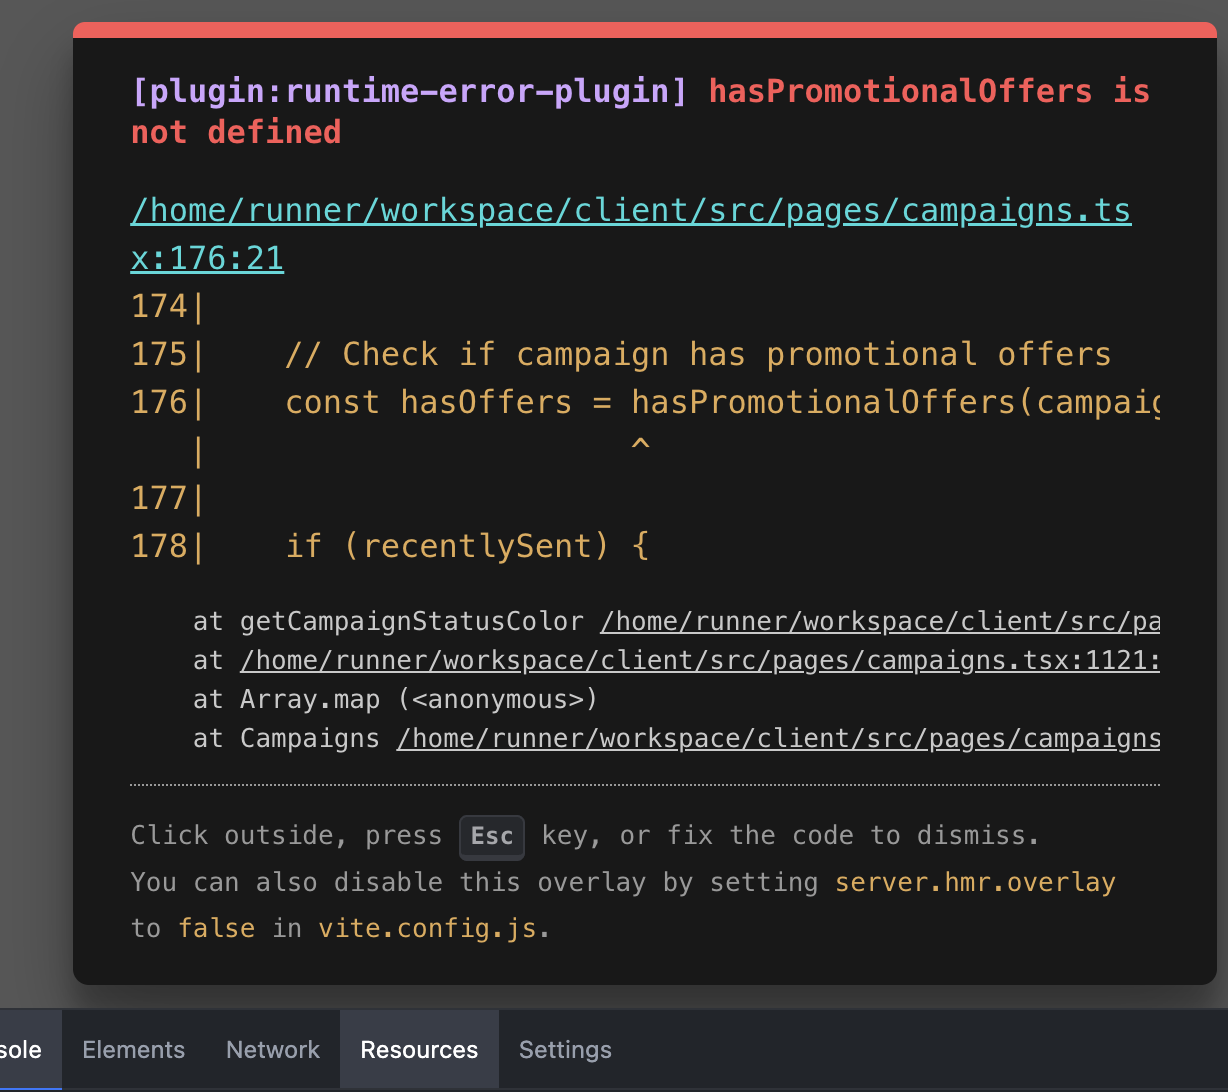 [plugin:runtime-error-plugin] hasPromotionalOffers is
not defined
/home/runner/workspace/client/src/pages/campaigns.ts
x:176:21
174|
175|    // Check if campaign has promotional offers
176|    const hasOffers = hasPromotionalOffers(campaig
   |                      ^
177|
178|    if (recentlySent) {
at getCampaignStatusColor /home/runner/workspace/client/src/pa
at /home/runner/workspace/client/src/pages/campaigns.tsx:1121:
at Array.map (<anonymous>)
at Campaigns /home/runner/workspace/client/src/pages/campaigns
Click outside, press Esc key, or fix the code to dismiss.
You can also disable this overlay by setting server.hmr.overlay
to false in vite.config.js.
sole Elements Network Resources Settings